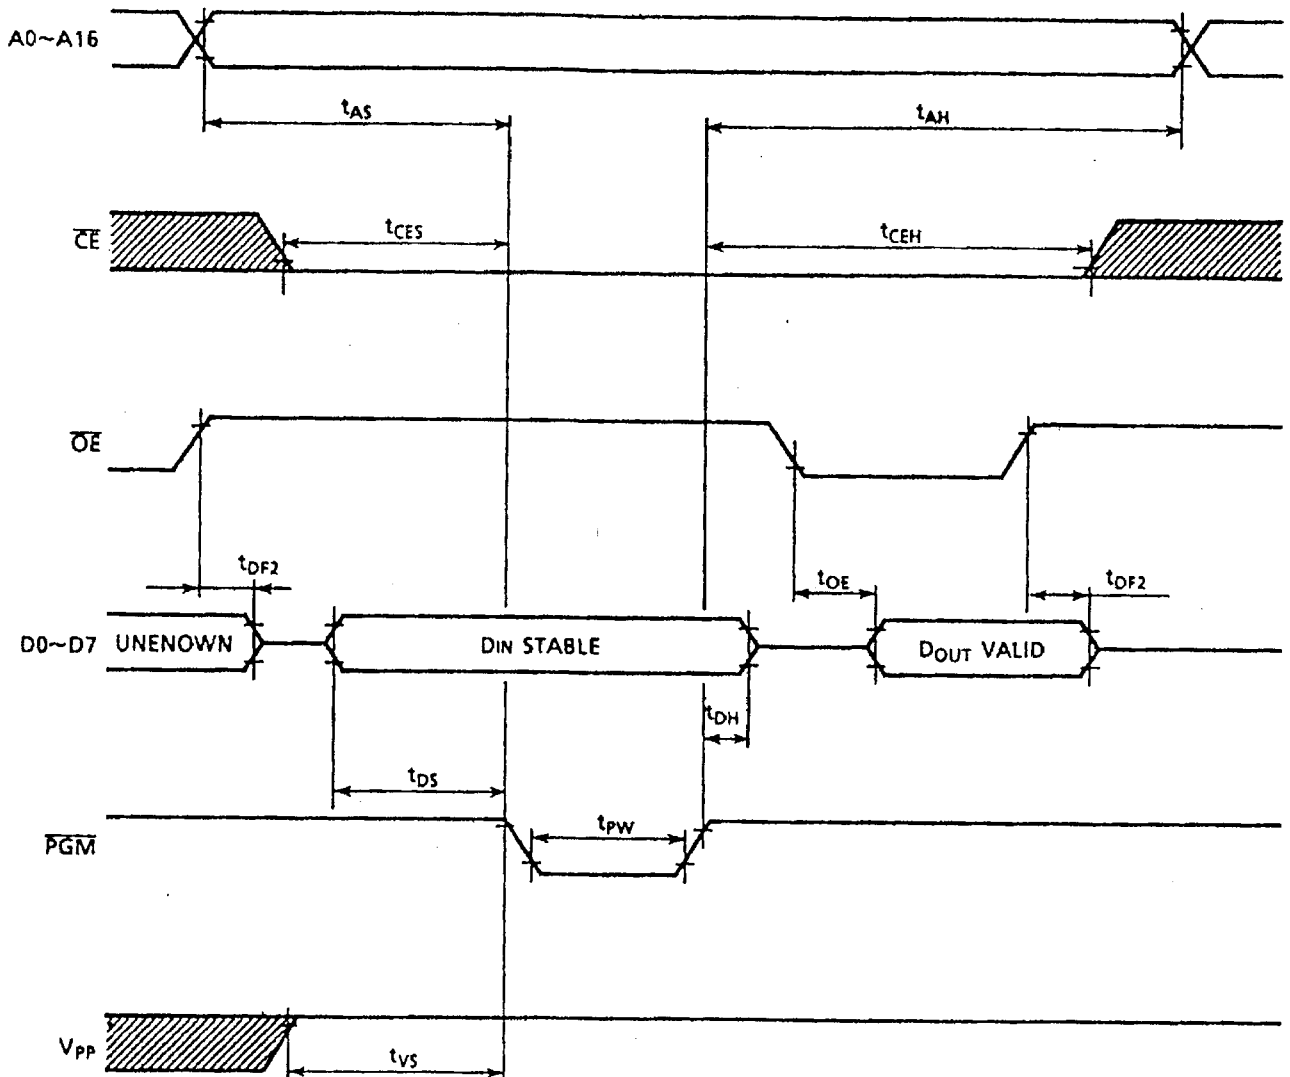 A0~A16
tAS
tAH
CE
tCES
tCEH
OE
tDF2
tOE
tDF2
D0~D7 UNENOWN DIN STABLE DOUT VALID
tDH
tDS
PGM
tPW
VPP
tVS